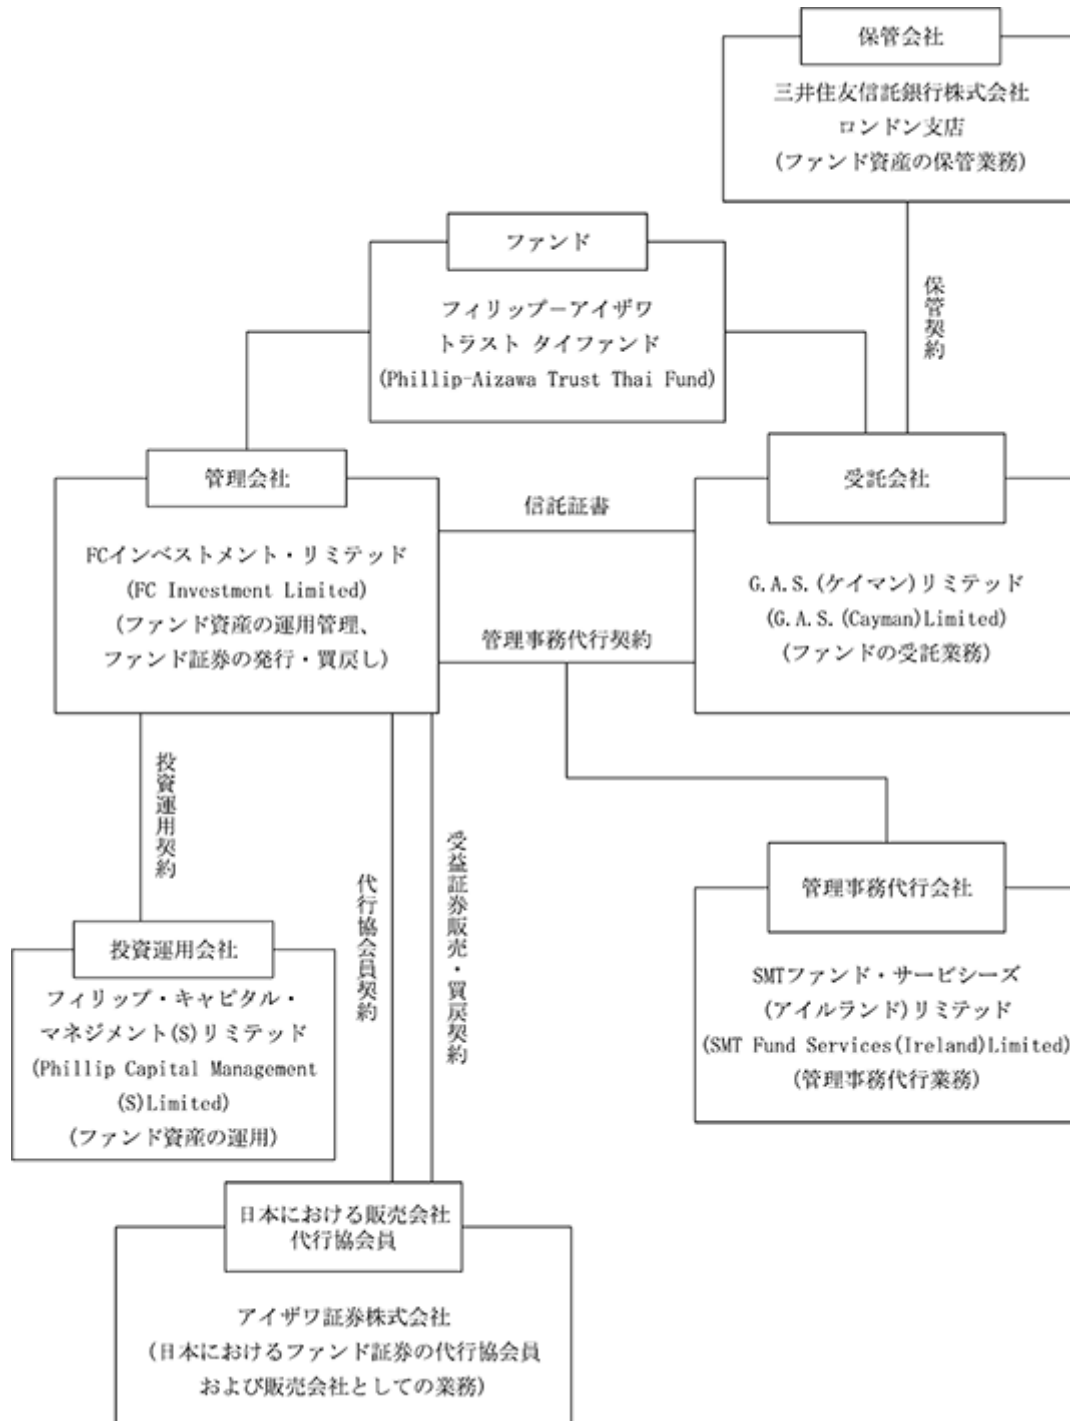 保管会社
三井住友信託銀行株式会社
ロンドン支店
(ファンド資産の保管業務)
保管契約
ファンド
フィリップ－アイザワ
トラスト タイファンド
(Phillip-Aizawa Trust Thai Fund)
管理会社
FCインベストメント・リミテッド
(FC Investment Limited)
(ファンド資産の運用管理、
ファンド証券の発行・買戻し)
信託証書
管理事務代行契約
受託会社
G.A.S.(ケイマン)リミテッド
(G.A.S.(Cayman)Limited)
(ファンドの受託業務)
投資運用契約
代行協会員契約
受益証券販売・買戻契約
管理事務代行会社
SMTファンド・サービシーズ
(アイルランド)リミテッド
(SMT Fund Services(Ireland)Limited)
(管理事務代行業務)
投資運用会社
フィリップ・キャピタル・
マネジメント(S)リミテッド
(Phillip Capital Management
(S)Limited)
(ファンド資産の運用)
日本における販売会社
代行協会員
アイザワ証券株式会社
(日本におけるファンド証券の代行協会員
および販売会社としての業務)